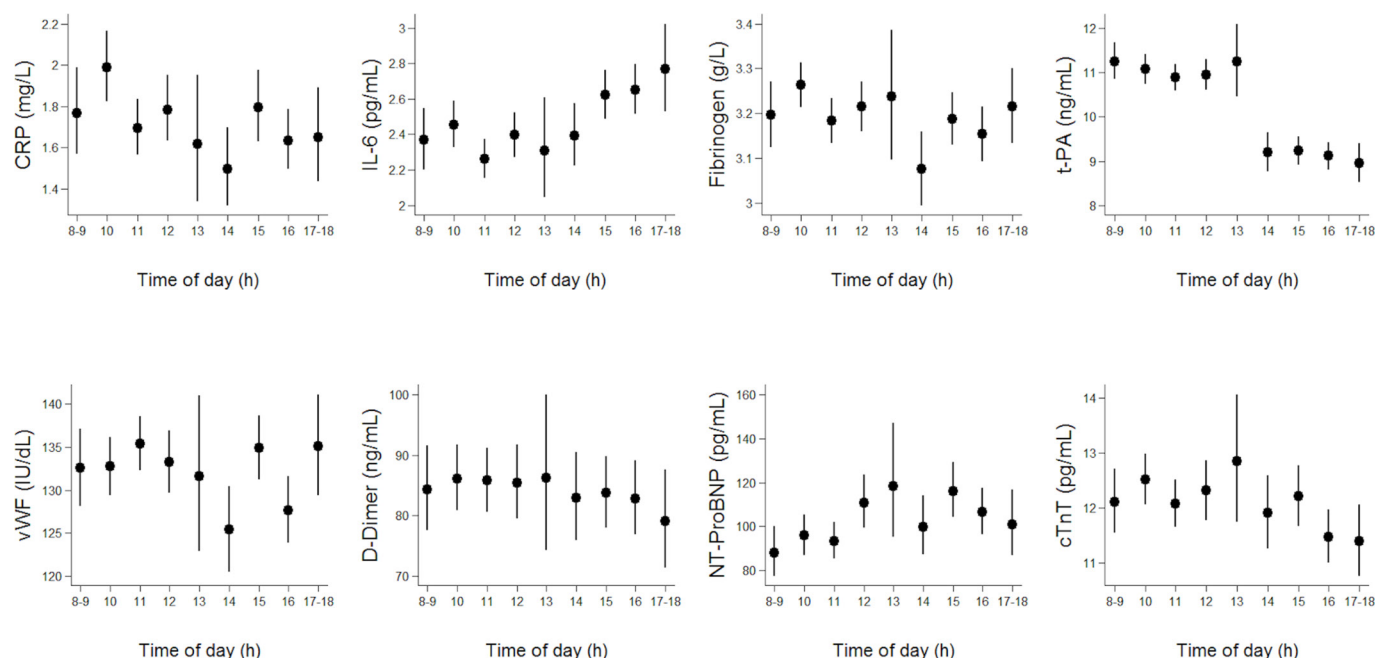 CRP (mg/L)
2.2
2
1.8
1.6
1.4
8-9 10 11 12 13 14 15 16 17-18
Time of day (h)
IL-6 (pg/mL)
3
2.8
2.6
2.4
2.2
2
8-9 10 11 12 13 14 15 16 17-18
Time of day (h)
Fibrinogen (g/L)
3.4
3.3
3.2
3.1
3
8-9 10 11 12 13 14 15 16 17-18
Time of day (h)
t-PA (ng/mL)
12
11
10
9
8
8-9 10 11 12 13 14 15 16 17-18
Time of day (h)
vWF (IU/dL)
140
135
130
125
120
8-9 10 11 12 13 14 15 16 17-18
Time of day (h)
D-Dimer (ng/mL)
100
90
80
70
8-9 10 11 12 13 14 15 16 17-18
Time of day (h)
NT-ProBNP (pg/mL)
160
140
120
100
80
8-9 10 11 12 13 14 15 16 17-18
Time of day (h)
cTnT (pg/mL)
14
13
12
11
8-9 10 11 12 13 14 15 16 17-18
Time of day (h)